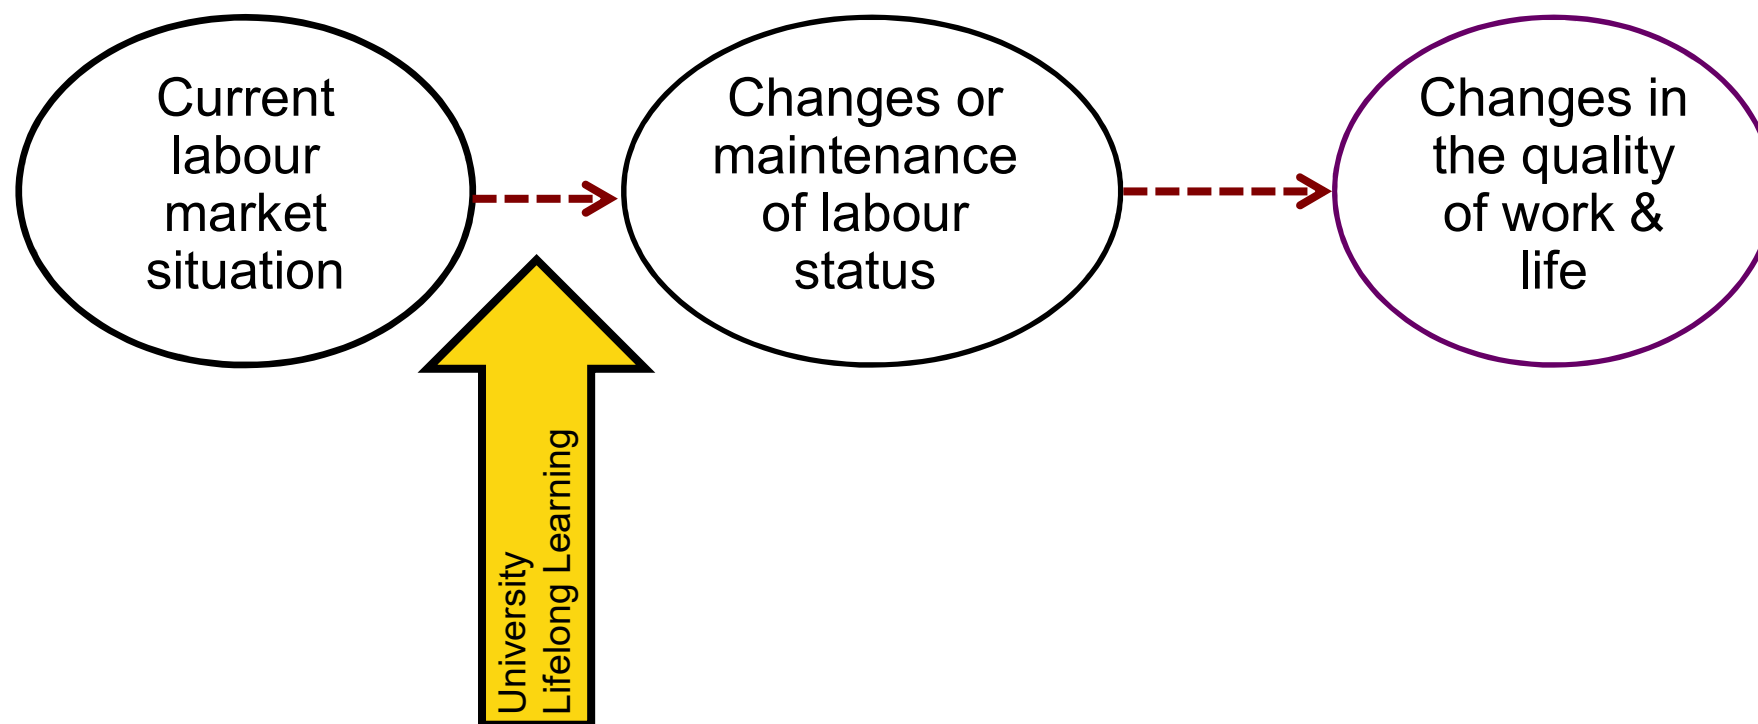 Current
labour
market
situation
Changes or
maintenance
of labour
status
Changes in
the quality
of work &
life
University
Lifelong Learning